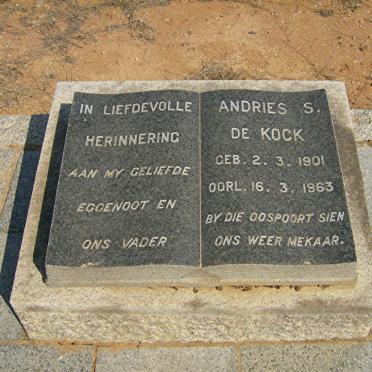 IN LIEFDEVOLLE
HERINNERING
AAN MY GELIEFDE
EGGENOOT EN
ONS VADER
ANDRIES S.
DE KOCK
GEB. 2. 3. 1901
OORL. 16. 3. 1963
BY DIE OOSPOORT SIEN
ONS WEER MEKAAR.